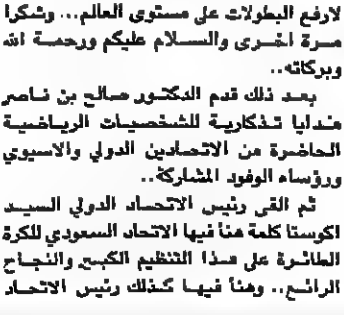 لارفع البطولات على مستوى العالم... وشكرا
مرة اخرى والسلام عليكم ورحمة الله
وبركاته..
بعد ذلك قدم الدكتور صالح بن ناصر
هدايا تذكارية للشخصيات الرياضية
الحاضرة من الاتحادين الدولي والاسيوي
ورؤساء الوفود المشاركة..
ثم القى رئيس الاتحاد الدولي السيد
اكوستا كلمة هنأ فيها الاتحاد السعودي للكرة
الطائرة على هذا التنظيم الكبير والنجاح
الرائع.. وهنأ فيها كذلك رئيس الاتحاد